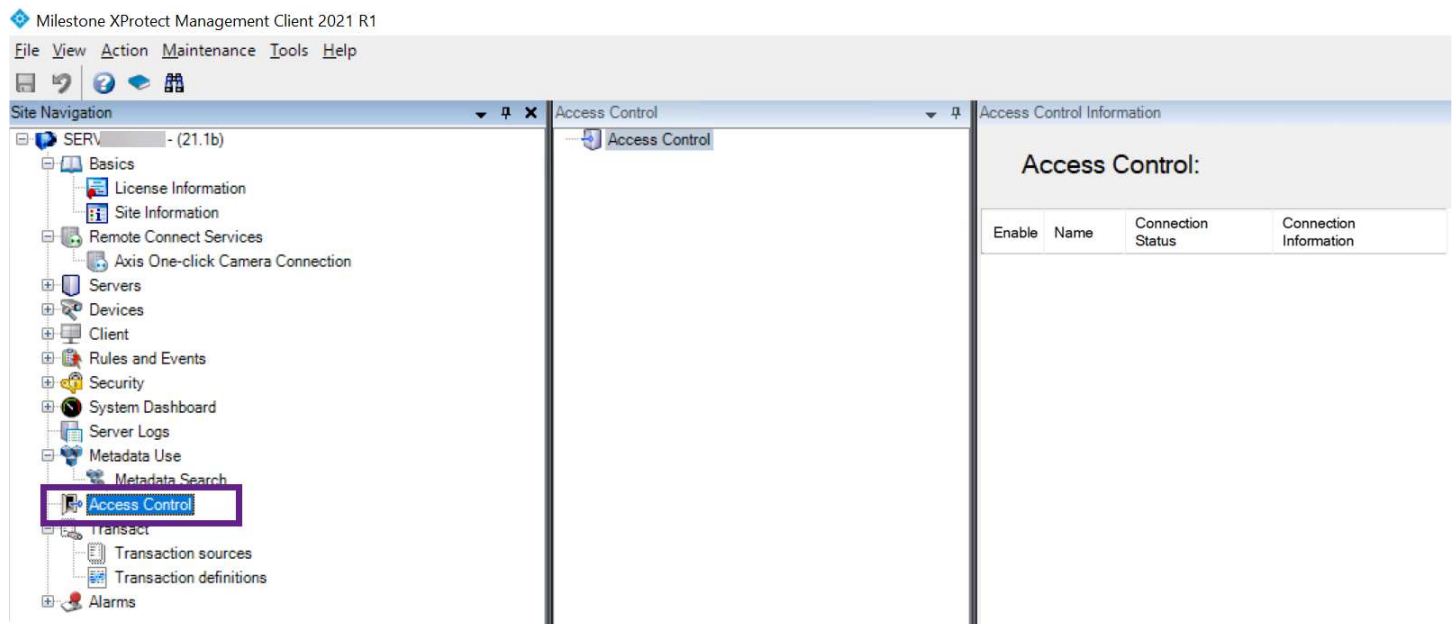 Milestone XProtect Management Client 2021 R1
File View Action Maintenance Tools Help
Site Navigation
SERV - (21.1b)
Basics
License Information
Site Information
Remote Connect Services
Axis One-click Camera Connection
Servers
Devices
Client
Rules and Events
Security
System Dashboard
Server Logs
Metadata Use
Metadata Search
Access Control
Transact
Transaction sources
Transaction definitions
Alarms
Access Control
Access Control
Access Control Information
Access Control:
Enable Name Connection Status Connection Information